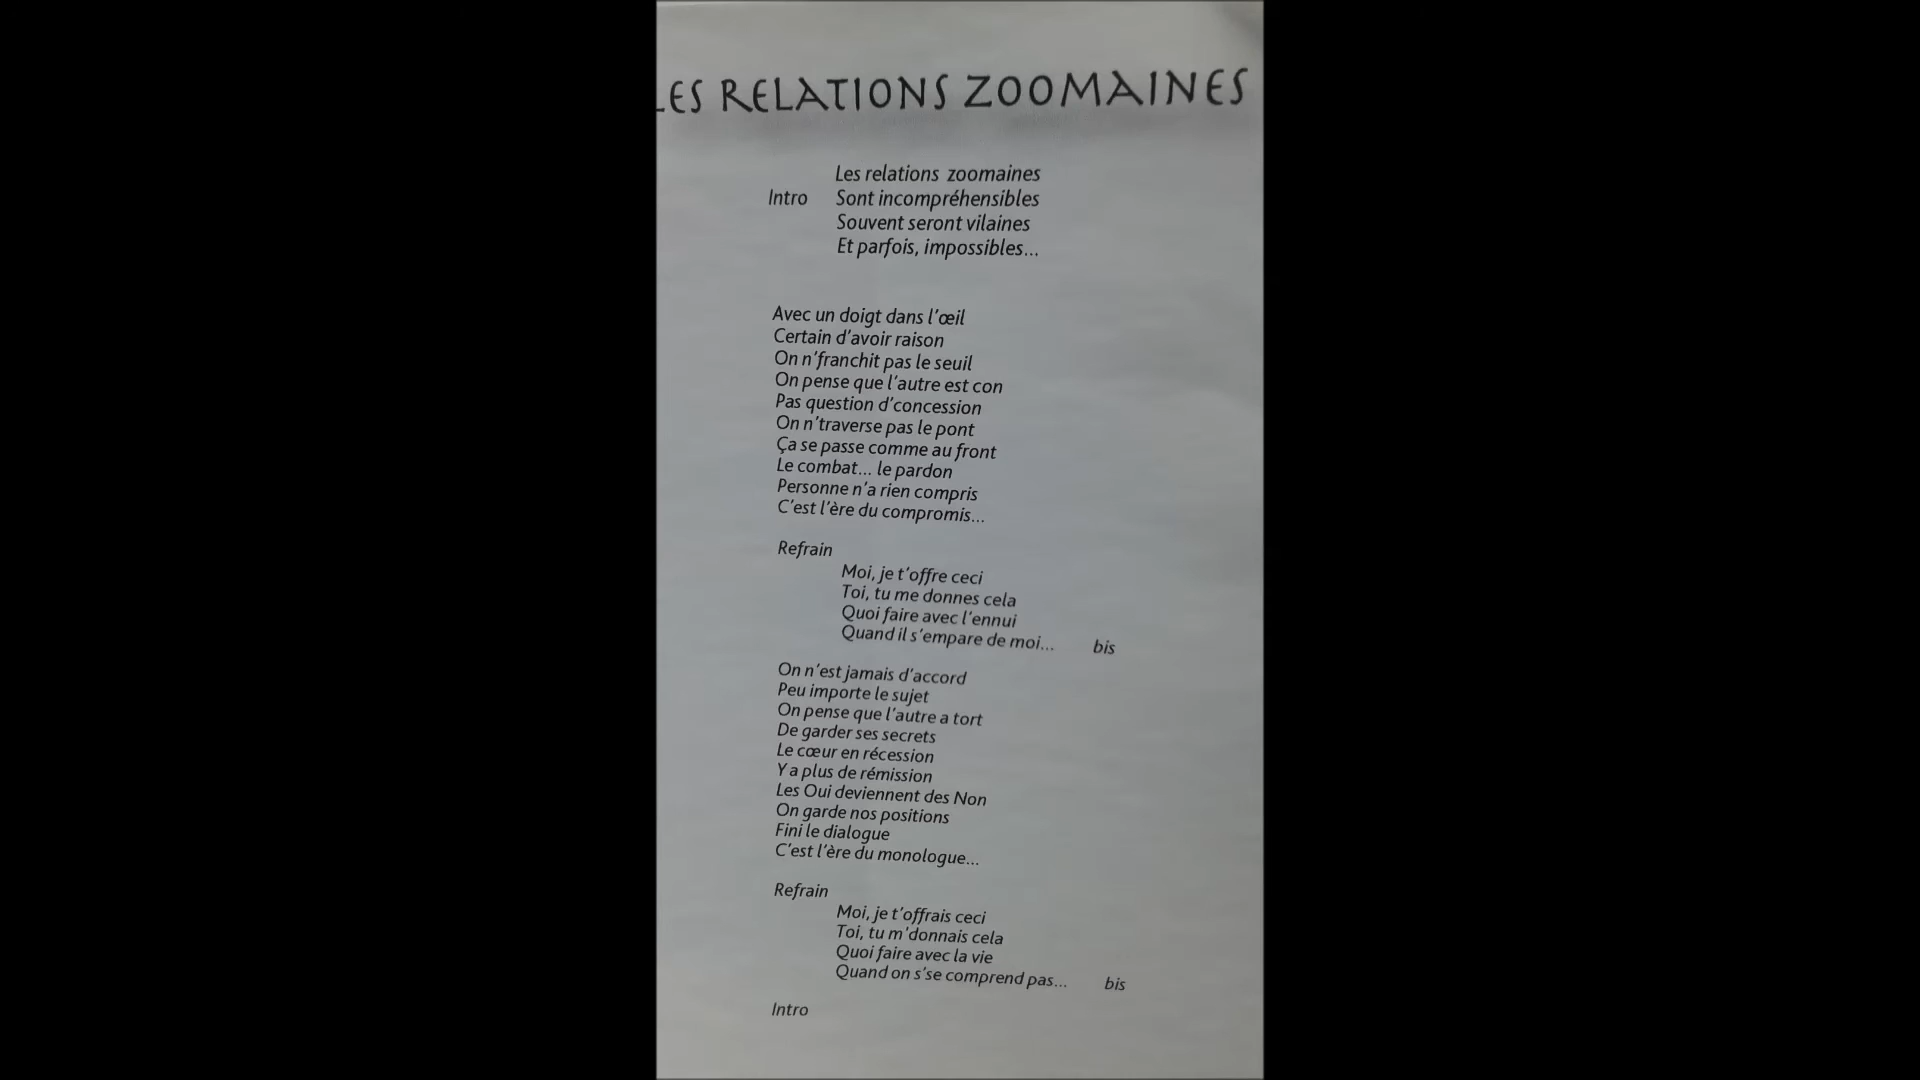 LES RELATIONS ZOOMAINES
Les relations zoomaines
Intro Sont incompréhensibles
Souvent seront vilaines
Et parfois, impossibles...
Avec un doigt dans l'œil
Certain d'avoir raison
On n'franchit pas le seuil
On pense que l'autre est con
Pas question d'concession
On n'traverse pas le pont
Ça se passe comme au front
Le combat... le pardon
Personne n'a rien compris
C'est l'ère du compromis...
Refrain
Moi, je t'offre ceci
Toi, tu me donnes cela
Quoi faire avec l'ennui
Quand il s'empare de moi... bis
On n'est jamais d'accord
Peu importe le sujet
On pense que l'autre a tort
De garder ses secrets
Le cœur en récession
Y a plus de rémission
Les Oui deviennent des Non
On garde nos positions
Fini le dialogue
C'est l'ère du monologue...
Refrain
Moi, je t'offrais ceci
Toi, tu m'donnais cela
Quoi faire avec la vie
Quand on s'se comprend pas... bis
Intro